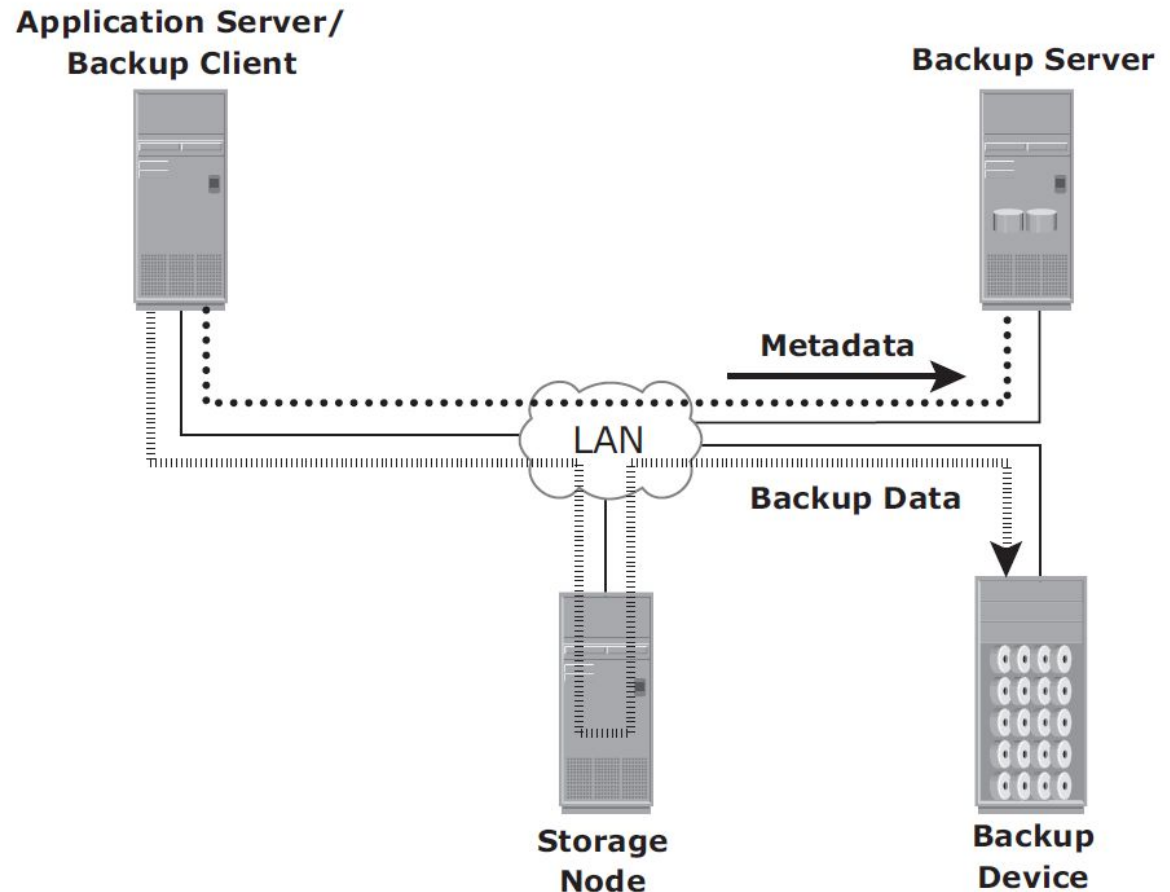 Application Server/
Backup Client
Backup Server
Metadata
LAN
Backup Data
Storage
Node
Backup
Device